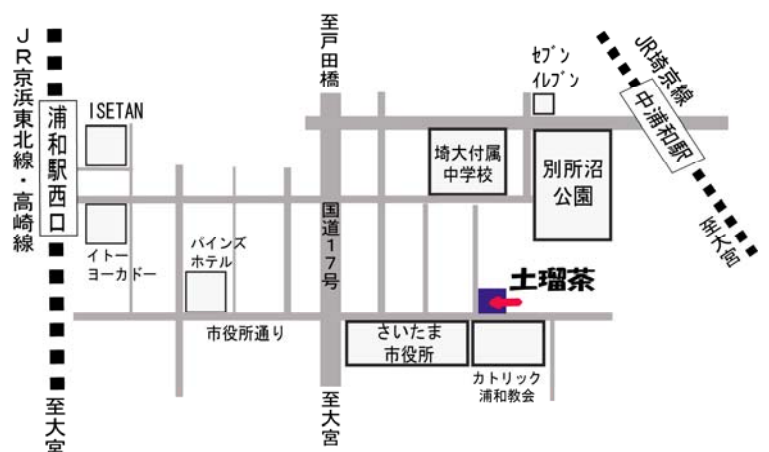 JR京浜東北線・高崎線
浦和駅西口
至大宮
ISETAN
イトー
ヨーカドー
バインズ
ホテル
市役所通り
至戸田橋
国道17号
至大宮
埼大付属
中学校
ｾﾌﾞﾝ
ｲﾚﾌﾞﾝ
別所沼
公園
JR埼京線
中浦和駅
至大宮
土瑠茶
さいたま
市役所
カトリック
浦和教会